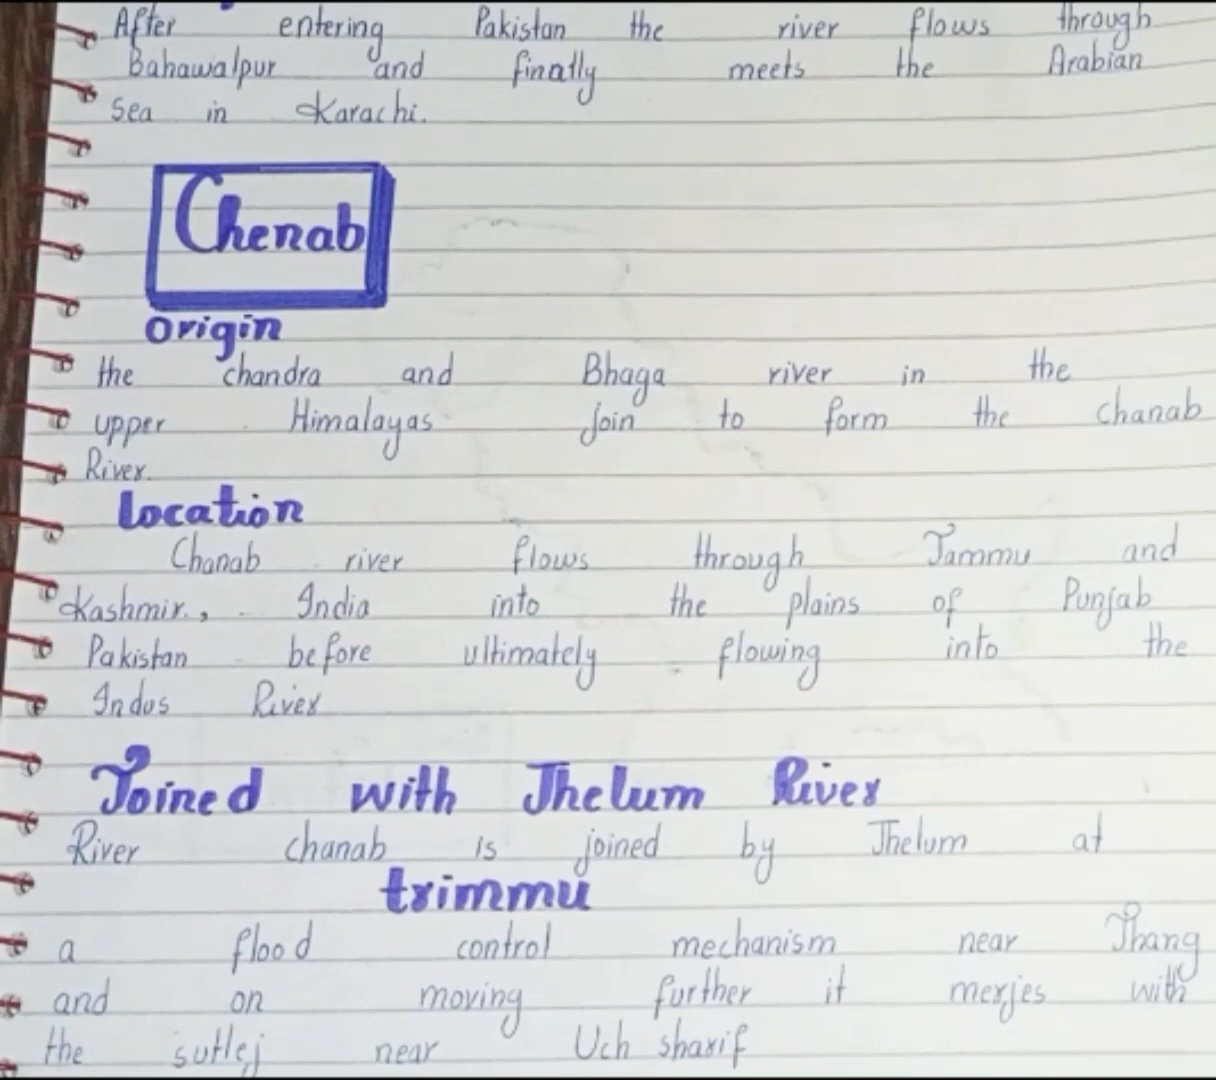 After entering Pakistan the river flows through
Bahawalpur and finally meets the Arabian
Sea in Karachi.
Chenab
Origin
the chandra and Bhaga river in the
upper Himalayas join to form the Chanab
River.
Location
Chanab river flows through Jammu and
Kashmir, India into the plains of Punjab
Pakistan before ultimately flowing into the
Indus River
Joined with Jhelum River
River chanab is joined by Jhelum at
trimmu
a flood control mechanism near Jhang
and on moving further it merjes with
the sutlej near Uch sharif